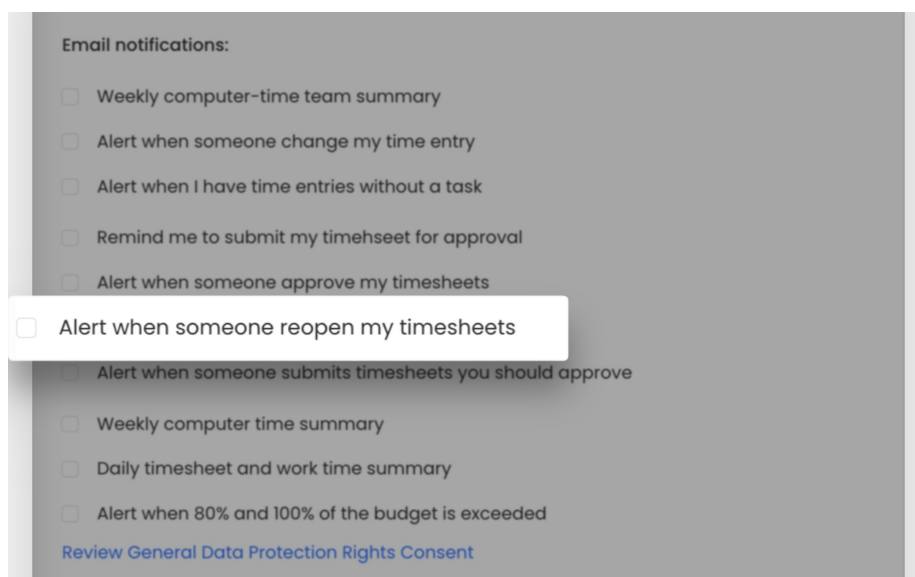 Email notifications:
Weekly computer-time team summary
Alert when someone change my time entry
Alert when I have time entries without a task
Remind me to submit my timehseet for approval
Alert when someone approve my timesheets
Alert when someone reopen my timesheets
Alert when someone submits timesheets you should approve
Weekly computer time summary
Daily timesheet and work time summary
Alert when 80% and 100% of the budget is exceeded
Review General Data Protection Rights Consent